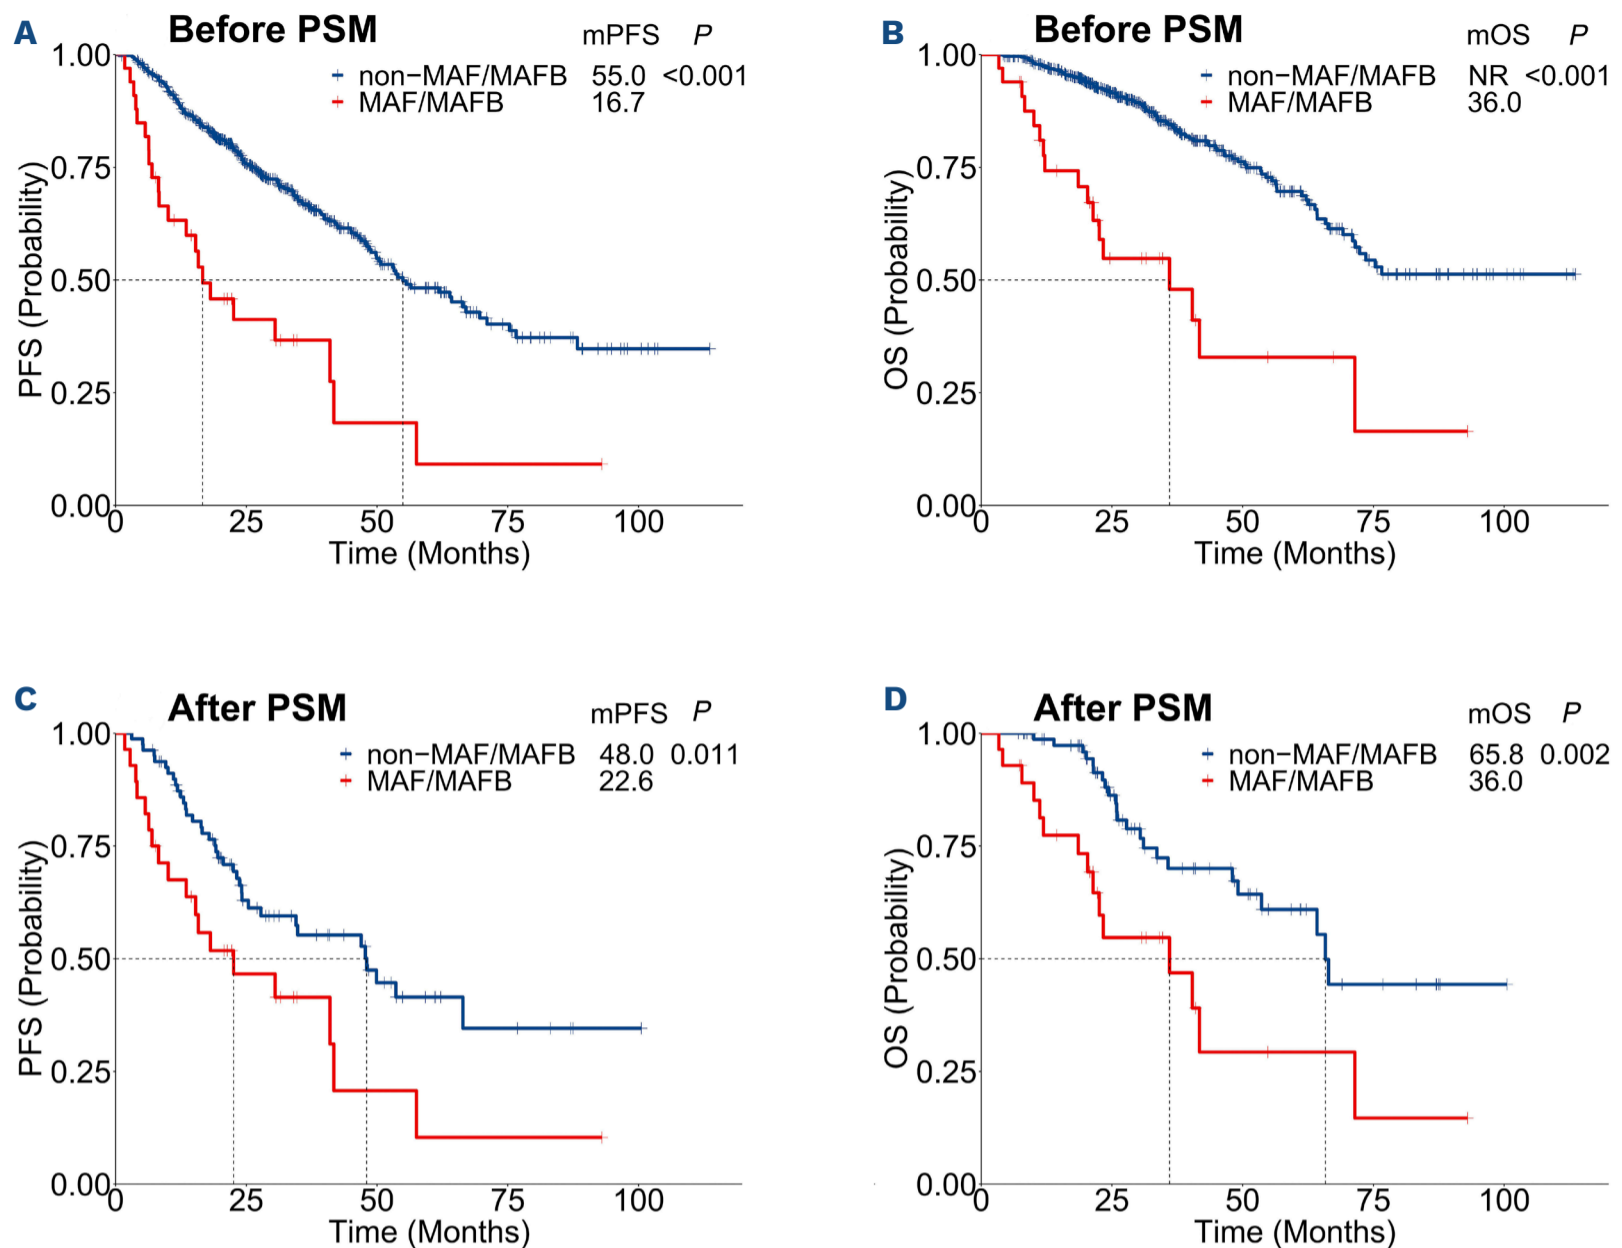 A Before PSM mPFS P
1.00
non−MAF/MAFB 55.0 <0.001
MAF/MAFB 16.7
0.75
0.50
0.25
0.00
PFS (Probability)
0 25 50 75 100
Time (Months)
B Before PSM mOS P
1.00
non−MAF/MAFB NR <0.001
MAF/MAFB 36.0
0.75
0.50
0.25
0.00
OS (Probability)
0 25 50 75 100
Time (Months)
C After PSM mPFS P
1.00
non−MAF/MAFB 48.0 0.011
MAF/MAFB 22.6
0.75
0.50
0.25
0.00
PFS (Probability)
0 25 50 75 100
Time (Months)
D After PSM mOS P
1.00
non−MAF/MAFB 65.8 0.002
MAF/MAFB 36.0
0.75
0.50
0.25
0.00
OS (Probability)
0 25 50 75 100
Time (Months)